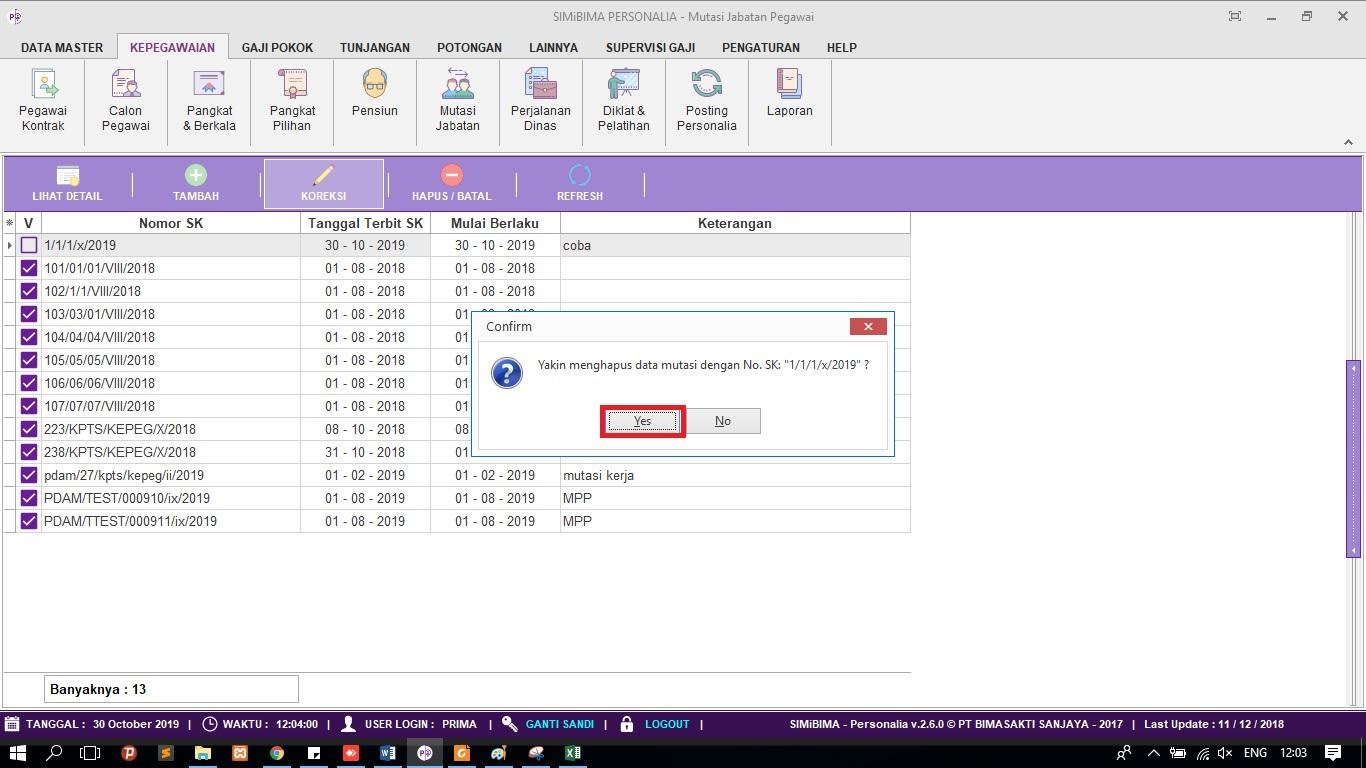 SIMiBIMA PERSONALIA - Mutasi Jabatan Pegawai
DATA MASTER KEPEGAWAIAN GAJI POKOK TUNJANGAN POTONGAN LAINNYA SUPERVISI GAJI PENGATURAN HELP
Pegawai Kontrak
Calon Pegawai
Pangkat & Berkala
Pangkat Pilihan
Pensiun
Mutasi Jabatan
Perjalanan Dinas
Diklat & Pelatihan
Posting Personalia
Laporan
LIHAT DETAIL TAMBAH KOREKSI HAPUS / BATAL REFRESH
V Nomor SK Tanggal Terbit SK Mulai Berlaku Keterangan
1/1/1/x/2019 30 - 10 - 2019 30 - 10 - 2019 coba
101/01/01/VIII/2018 01 - 08 - 2018 01 - 08 - 2018
102/1/1/VIII/2018 01 - 08 - 2018 01 - 08 - 2018
103/03/01/VIII/2018 01 - 08 - 2018 01
104/04/04/VIII/2018 01 - 08 - 2018 01
105/05/05/VIII/2018 01 - 08 - 2018 01
106/06/06/VIII/2018 01 - 08 - 2018 01
107/07/07/VIII/2018 01 - 08 - 2018 01
223/KPTS/KEPEG/X/2018 08 - 10 - 2018 08
238/KPTS/KEPEG/X/2018 31 - 10 - 2018 01
pdam/27/kpts/kepeg/ii/2019 01 - 02 - 2019 01 - 02 - 2019 mutasi kerja
PDAM/TEST/000910/ix/2019 01 - 08 - 2019 01 - 08 - 2019 MPP
PDAM/TTEST/000911/ix/2019 01 - 08 - 2019 01 - 08 - 2019 MPP
Confirm
Yakin menghapus data mutasi dengan No. SK: "1/1/1/x/2019" ?
Yes No
Banyaknya : 13
TANGGAL : 30 October 2019 | WAKTU : 12:04:00 | USER LOGIN : PRIMA | GANTI SANDI | LOGOUT | SIMiBIMA - Personalia v.2.6.0 © PT BIMASAKTI SANJAYA - 2017 | Last Update : 11 / 12 / 2018
ENG 12:03